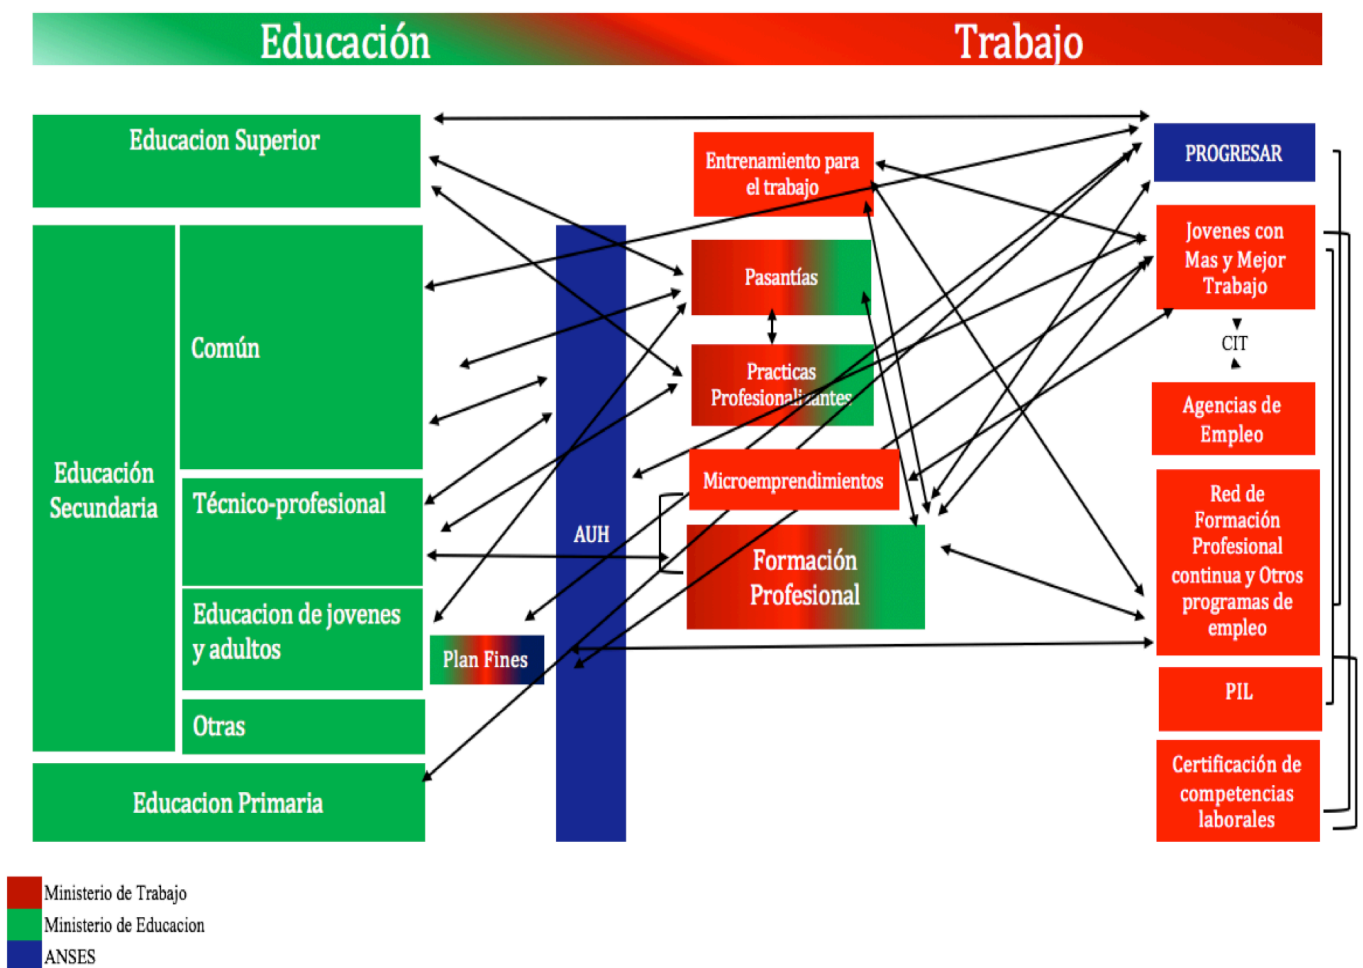 Educación
Trabajo
Educacion Superior
Educación
Secundaria
Común
Técnico-profesional
Educacion de jovenes
y adultos
Otras
Educacion Primaria
Plan Fines
AUH
Entrenamiento para
el trabajo
Pasantías
Practicas
Profesionalizantes
Microemprendimientos
Formación
Profesional
PROGRESAR
Jovenes con
Mas y Mejor
Trabajo
CIT
Agencias de
Empleo
Red de
Formación
Profesional
continua y Otros
programas de
empleo
PIL
Certificación de
competencias
laborales
Ministerio de Trabajo
Ministerio de Educacion
ANSES